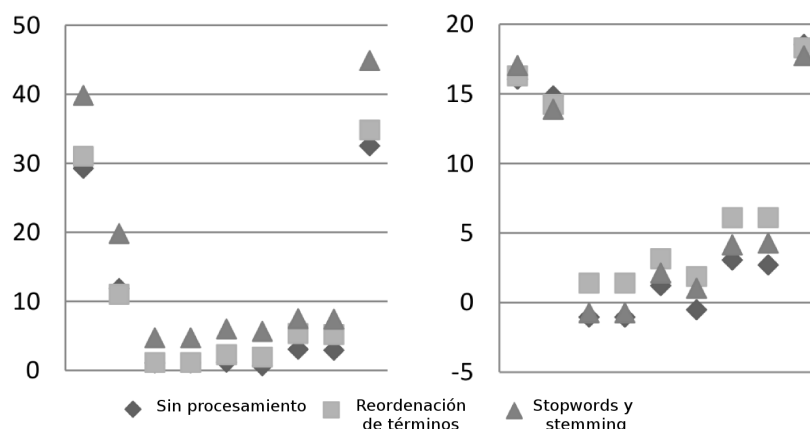 50
40
30
20
10
0
20
15
10
5
0
-5
Sin procesamiento
Reordenación
de términos
Stopwords y
stemming